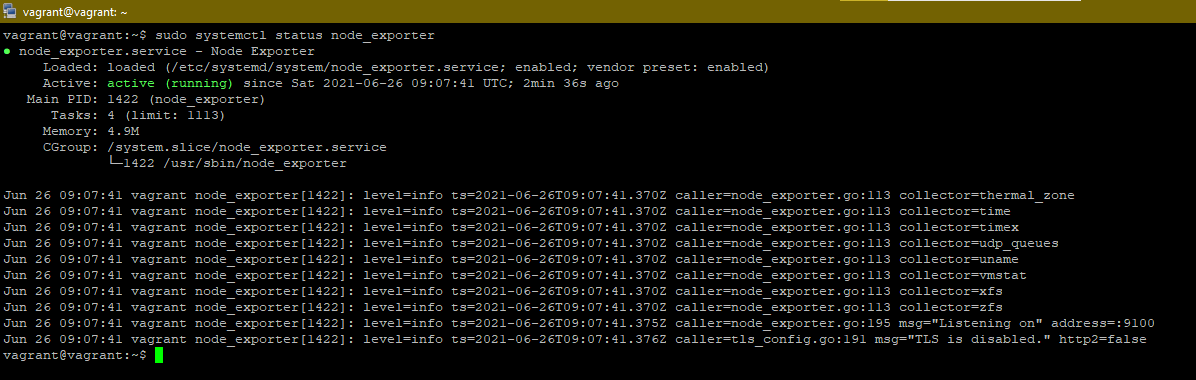 vagrant@vagrant: ~
vagrant@vagrant:~$ sudo systemctl status node_exporter
● node_exporter.service - Node Exporter
     Loaded: loaded (/etc/systemd/system/node_exporter.service; enabled; vendor preset: enabled)
     Active: active (running) since Sat 2021-06-26 09:07:41 UTC; 2min 36s ago
   Main PID: 1422 (node_exporter)
      Tasks: 4 (limit: 1113)
     Memory: 4.9M
     CGroup: /system.slice/node_exporter.service
             └─1422 /usr/sbin/node_exporter
Jun 26 09:07:41 vagrant node_exporter[1422]: level=info ts=2021-06-26T09:07:41.370Z caller=node_exporter.go:113 collector=thermal_zone
Jun 26 09:07:41 vagrant node_exporter[1422]: level=info ts=2021-06-26T09:07:41.370Z caller=node_exporter.go:113 collector=time
Jun 26 09:07:41 vagrant node_exporter[1422]: level=info ts=2021-06-26T09:07:41.370Z caller=node_exporter.go:113 collector=timex
Jun 26 09:07:41 vagrant node_exporter[1422]: level=info ts=2021-06-26T09:07:41.370Z caller=node_exporter.go:113 collector=udp_queues
Jun 26 09:07:41 vagrant node_exporter[1422]: level=info ts=2021-06-26T09:07:41.370Z caller=node_exporter.go:113 collector=uname
Jun 26 09:07:41 vagrant node_exporter[1422]: level=info ts=2021-06-26T09:07:41.370Z caller=node_exporter.go:113 collector=vmstat
Jun 26 09:07:41 vagrant node_exporter[1422]: level=info ts=2021-06-26T09:07:41.370Z caller=node_exporter.go:113 collector=xfs
Jun 26 09:07:41 vagrant node_exporter[1422]: level=info ts=2021-06-26T09:07:41.370Z caller=node_exporter.go:113 collector=zfs
Jun 26 09:07:41 vagrant node_exporter[1422]: level=info ts=2021-06-26T09:07:41.375Z caller=node_exporter.go:195 msg="Listening on" address=:9100
Jun 26 09:07:41 vagrant node_exporter[1422]: level=info ts=2021-06-26T09:07:41.376Z caller=tls_config.go:191 msg="TLS is disabled." http2=false
vagrant@vagrant:~$